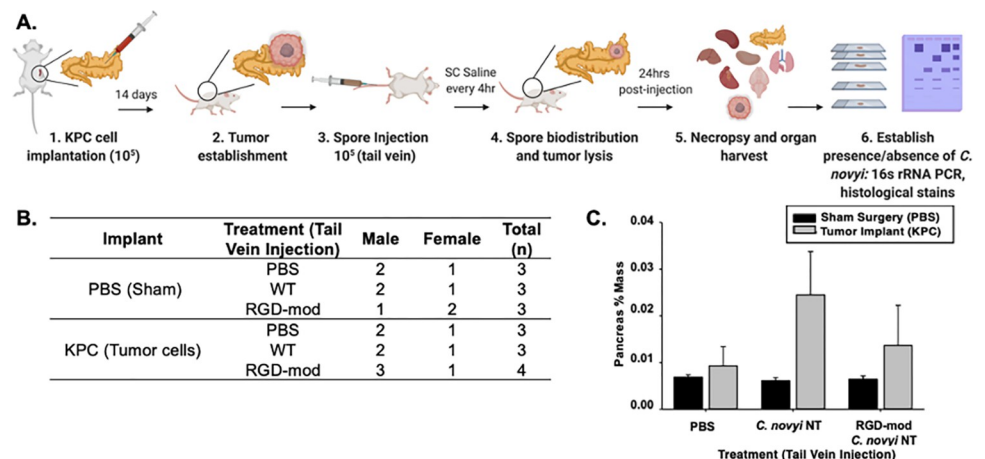 A.
14 days
SC Saline
every 4hr
24hrs
post-injection
1. KPC cell
implantation (10⁵)
2. Tumor
establishment
3. Spore Injection
10⁵ (tail vein)
4. Spore biodistribution
and tumor lysis
5. Necropsy and organ
harvest
6. Establish
presence/absence of C.
novyi: 16s rRNA PCR,
histological stains
B.
Implant Treatment (Tail Vein Injection) Male Female Total (n)
PBS (Sham)
PBS 2 1 3
WT 2 1 3
RGD-mod 1 2 3
KPC (Tumor cells)
PBS 2 1 3
WT 2 1 3
RGD-mod 3 1 4
C.
Sham Surgery (PBS)
Tumor Implant (KPC)
Pancreas % Mass
0.04
0.03
0.02
0.01
0.00
PBS
C. novyi NT
RGD-mod
C. novyi NT
Treatment (Tail Vein Injection)